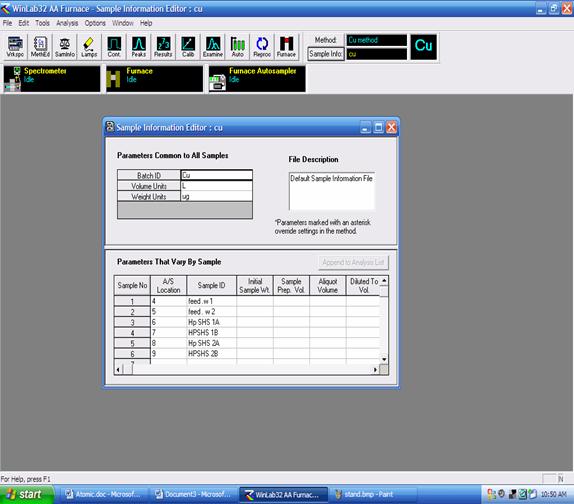 WinLab32 AA Furnace - Sample Information Editor : cu
File Edit Tools Analysis Options Window Help
Wrkspc MethEd SamInfo Lamps Cont. Peaks Results Calib Examine Auto Reproc Furnace
Method: Cu method
Sample Info: cu
Cu
Spectrometer
Idle
Furnace
Idle
Furnace Autosampler
Idle
Sample Information Editor : cu
Parameters Common to All Samples
Batch ID Cu
Volume Units L
Weight Units ug
File Description
Default Sample Information File
*Parameters marked with an asterisk
override settings in the method.
Parameters That Vary By Sample
Append to Analysis List
Sample No A/S Location Sample ID Initial Sample Wt. Sample Prep. Vol. Aliquot Volume Diluted To Vol.
1 4 feed .w 1
2 5 feed . w 2
3 6 Hp SHS 1A
4 7 HPSHS 1B
5 8 Hp SHS 2A
6 9 HPSHS 2B
7
For Help, press F1
N
start
Atomic.doc - Microsof...
Document3 - Microsof...
WinLab32 AA Furnac...
stand.bmp - Paint
10:50 AM